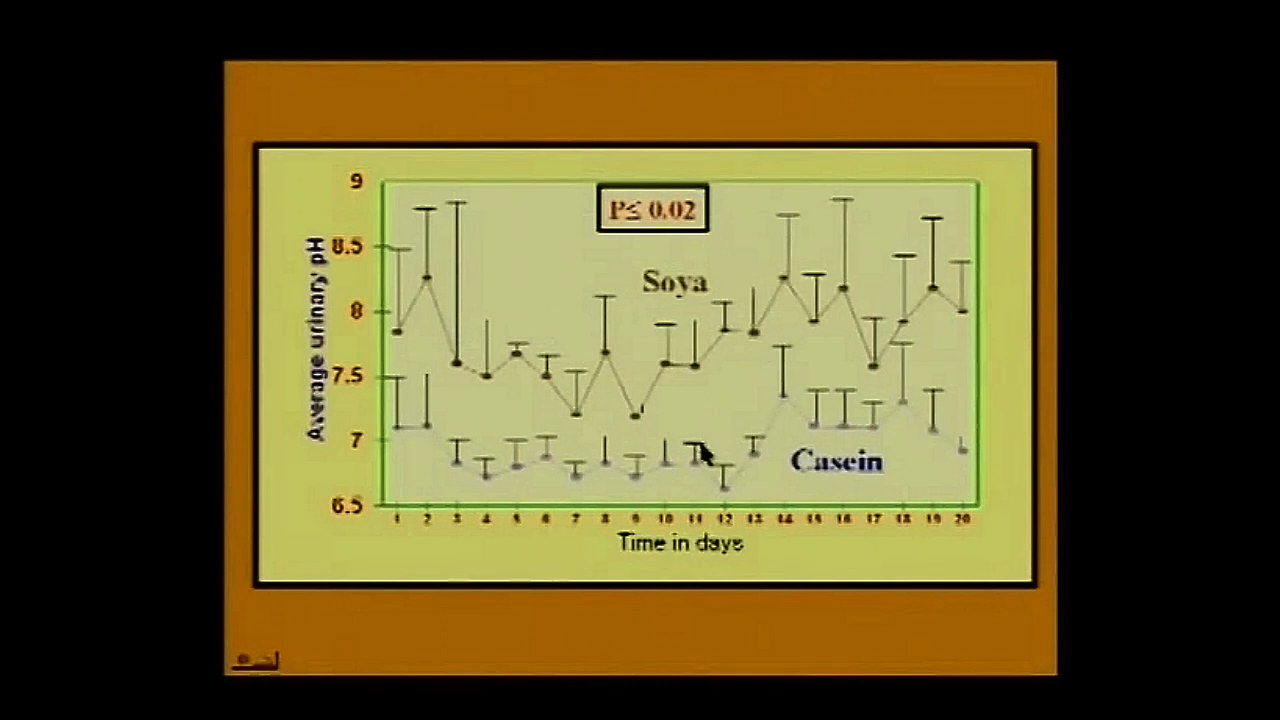 P≤ 0.02
Soya
Casein
Average urinary pH
9
8.5
8
7.5
7
6.5
1 2 3 4 5 6 7 8 9 10 11 12 13 14 15 16 17 18 19 20
Time in days